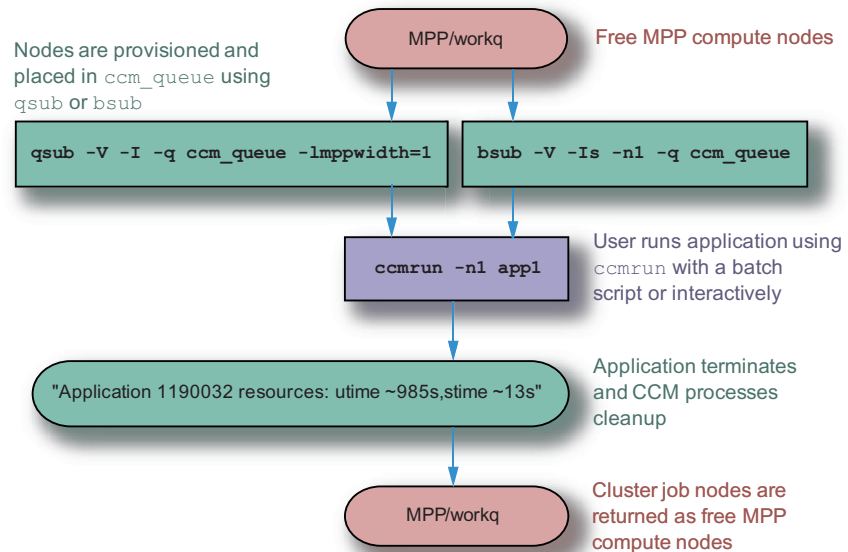 MPP/workq
Free MPP compute nodes
Nodes are provisioned and
placed in ccm_queue using
qsub or bsub
qsub -V -I -q ccm_queue -lmppwidth=1
bsub -V -Is -n1 -q ccm_queue
ccmrun -n1 app1
User runs application using
ccmrun with a batch
script or interactively
"Application 1190032 resources: utime ~985s,stime ~13s"
Application terminates
and CCM processes
cleanup
MPP/workq
Cluster job nodes are
returned as free MPP
compute nodes